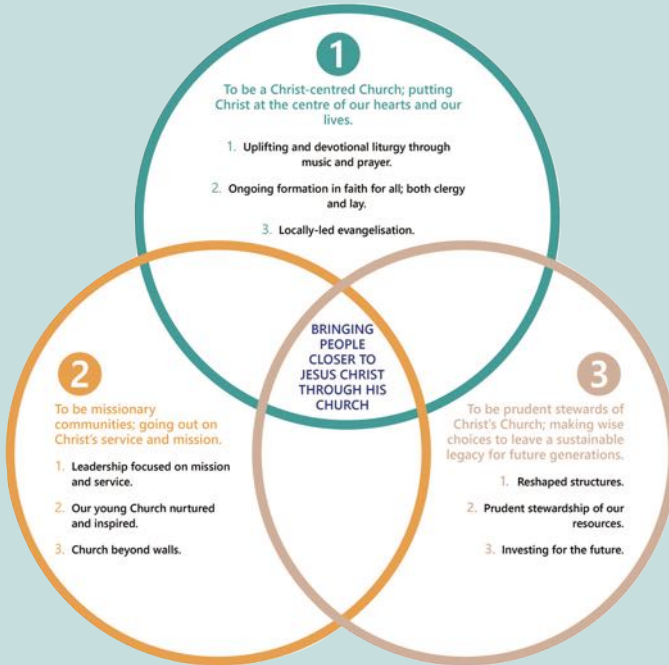 1
To be a Christ-centred Church; putting
Christ at the centre of our hearts and our
lives.
1. Uplifting and devotional liturgy through
music and prayer.
2. Ongoing formation in faith for all; both clergy
and lay.
3. Locally-led evangelisation.
BRINGING
PEOPLE
CLOSER TO
JESUS CHRIST
THROUGH HIS
CHURCH
2
To be missionary
communities; going out on
Christ's service and mission.
1. Leadership focused on mission
and service.
2. Our young Church nurtured
and inspired.
3. Church beyond walls.
3
To be prudent stewards of
Christ's Church; making wise
choices to leave a sustainable
legacy for future generations.
1. Reshaped structures.
2. Prudent stewardship of our
resources.
3. Investing for the future.